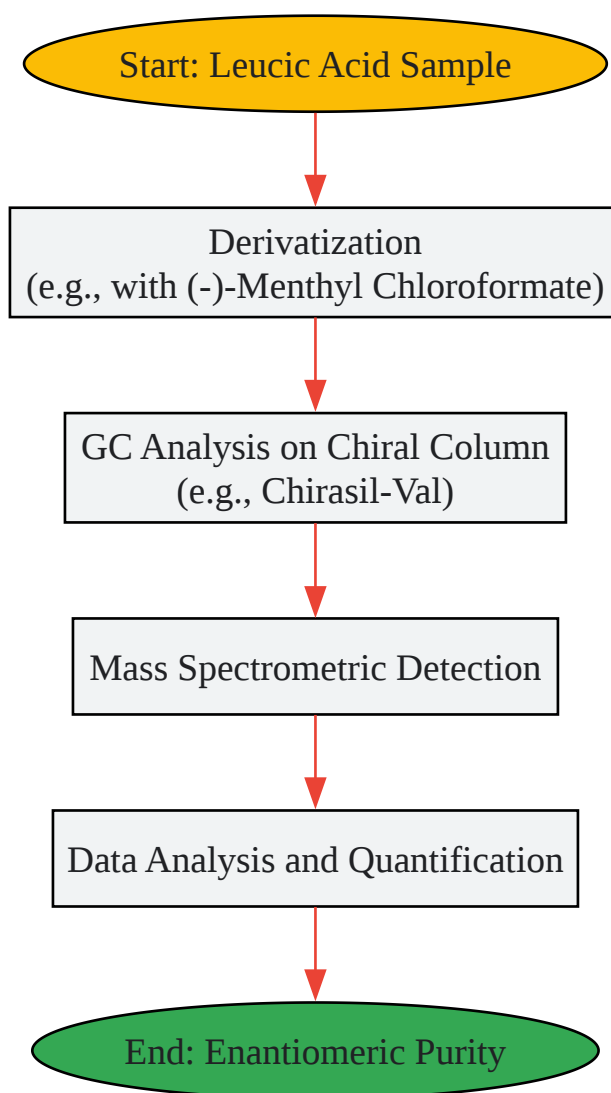 Start: Leucic Acid Sample
Derivatization
(e.g., with (-)-Menthyl Chloroformate)
GC Analysis on Chiral Column
(e.g., Chirasil-Val)
Mass Spectrometric Detection
Data Analysis and Quantification
End: Enantiomeric Purity